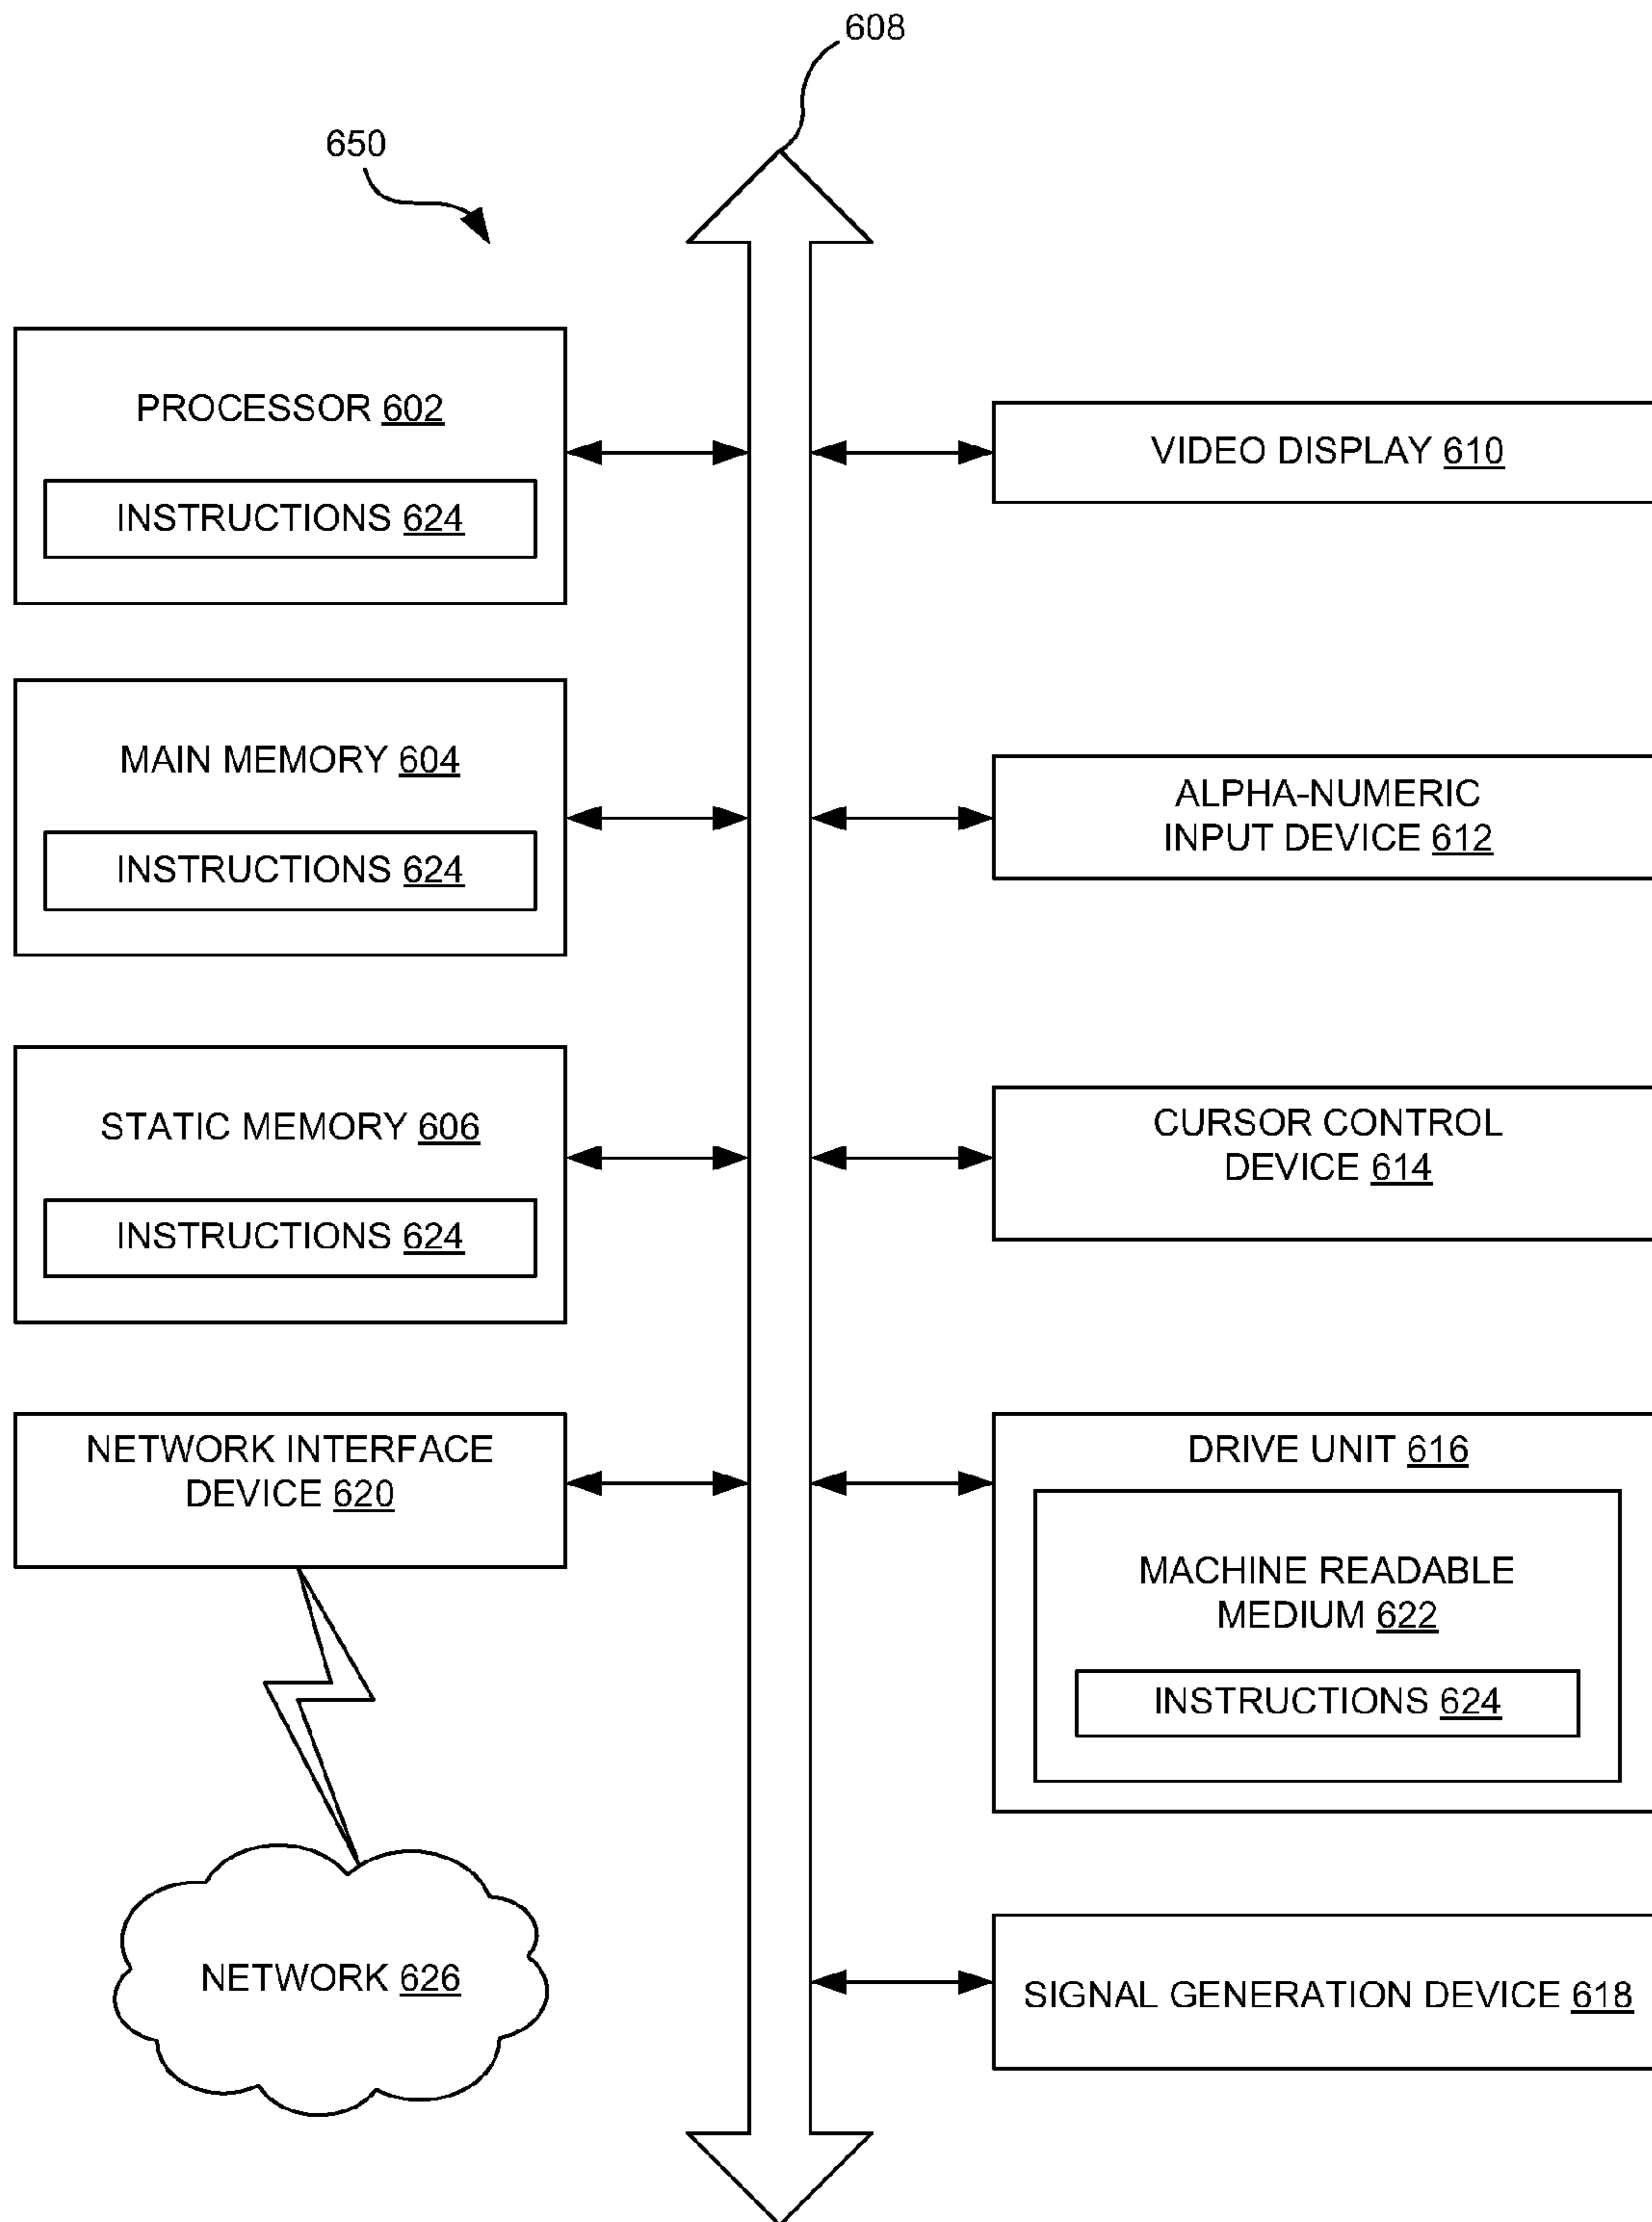 608
650
PROCESSOR 602
INSTRUCTIONS 624
MAIN MEMORY 604
INSTRUCTIONS 624
STATIC MEMORY 606
INSTRUCTIONS 624
NETWORK INTERFACE
DEVICE 620
NETWORK 626
VIDEO DISPLAY 610
ALPHA-NUMERIC
INPUT DEVICE 612
CURSOR CONTROL
DEVICE 614
DRIVE UNIT 616
MACHINE READABLE
MEDIUM 622
INSTRUCTIONS 624
SIGNAL GENERATION DEVICE 618